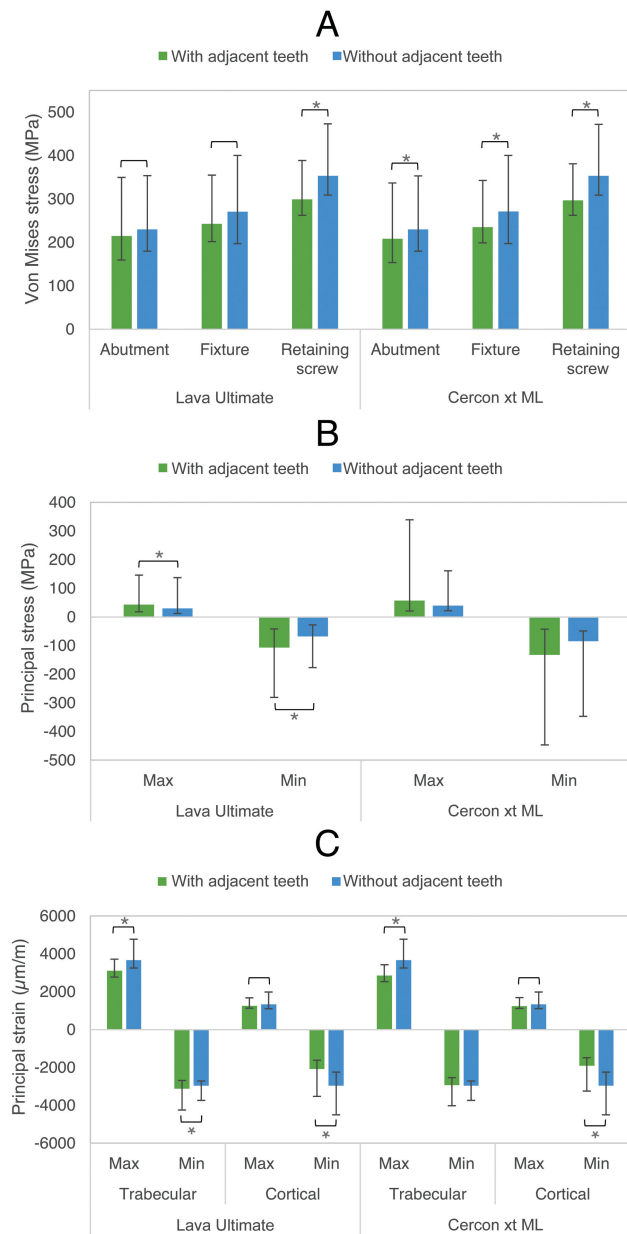 A
With adjacent teeth Without adjacent teeth
Von Mises stress (MPa)
500
400
300
200
100
0
* * * *
Abutment Fixture Retaining screw Abutment Fixture Retaining screw
Lava Ultimate Cercon xt ML
B
With adjacent teeth Without adjacent teeth
Principal stress (MPa)
400
300
200
100
0
-100
-200
-300
-400
-500
*
*
Max Min Max Min
Lava Ultimate Cercon xt ML
C
With adjacent teeth Without adjacent teeth
Principal strain (µm/m)
6000
4000
2000
0
-2000
-4000
-6000
* *
* * *
Max Min Max Min Max Min Max Min
Trabecular Cortical Trabecular Cortical
Lava Ultimate Cercon xt ML